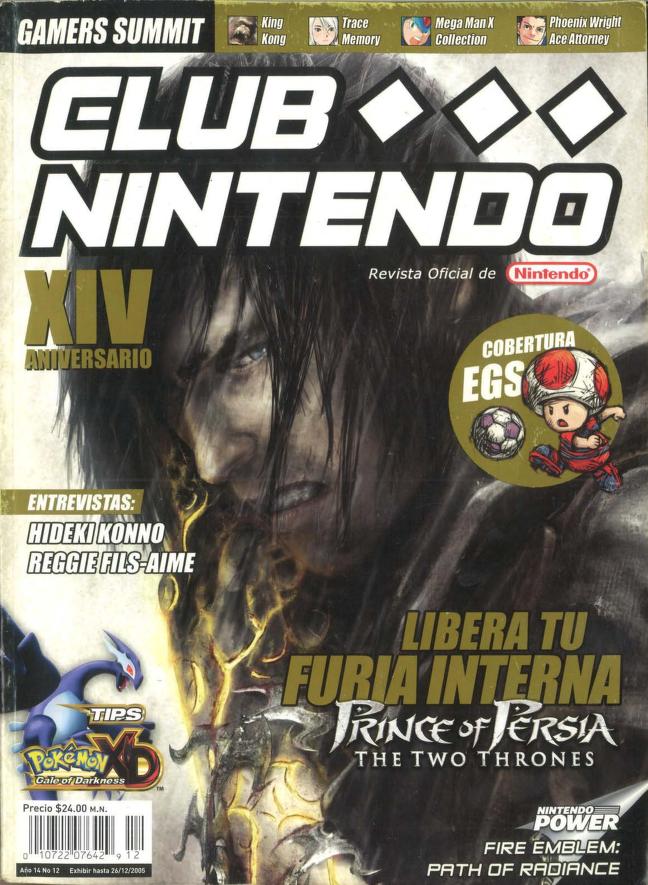 GAMERS SUMMIT
King
Kong
Trace
Memory
Mega Man X
Collection
Phoenix Wright
Ace Attorney
CLUB
NINTENDO
Revista Oficial de Nintendo®
XIV
ANIVERSARIO
COBERTURA
EGS
ENTREVISTAS:
HIDEKI KONNO
REGGIE FILS-AIME
LIBERA TU
FURIA INTERNA
PRINCE OF PERSIA
THE TWO THRONES
TIPS
POKéMON XD
Gale of Darkness™
Precio $24.00 M.N.
0 10722 07642 9 12
Año 14 No 12 Exhibir hasta 26/12/2005
NINTENDO
POWER
FIRE EMBLEM:
PATH OF RADIANCE